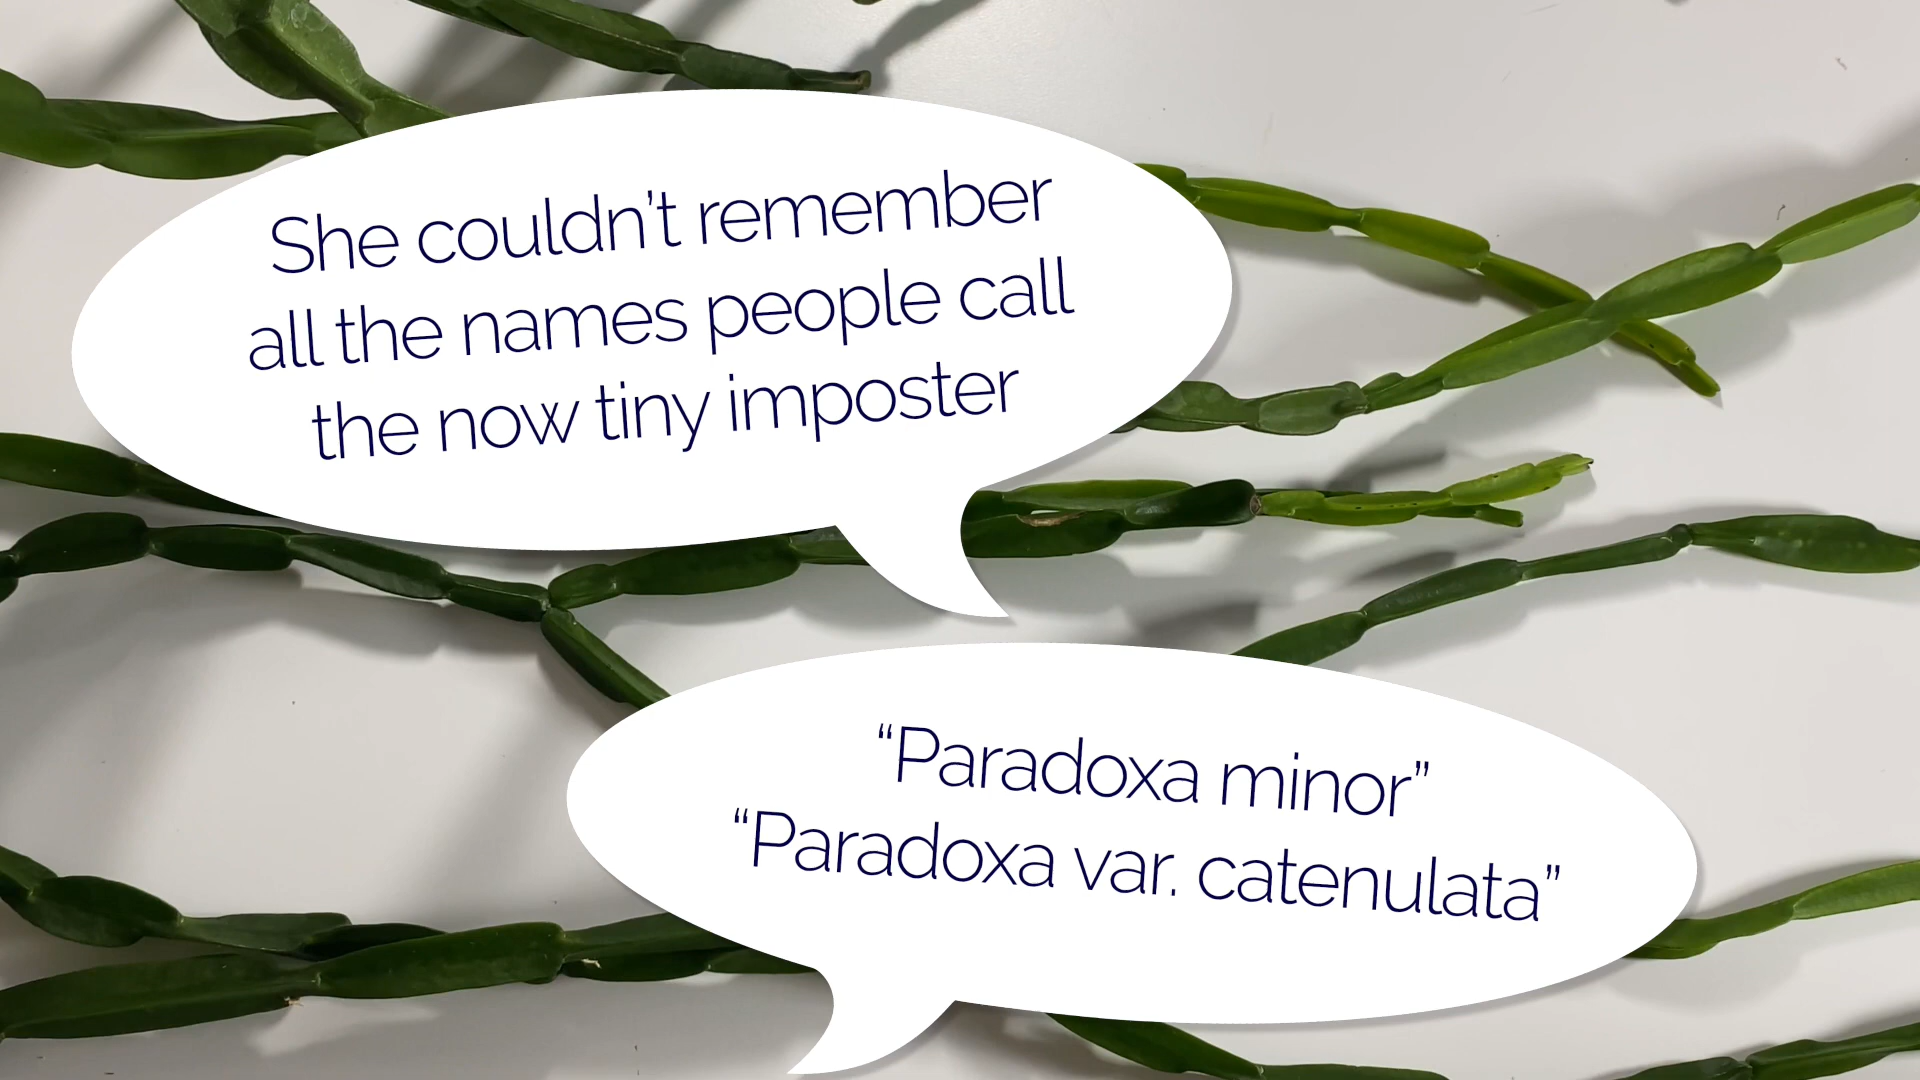 She couldn’t remember
all the names people call
the now tiny imposter
“Paradoxa minor”
“Paradoxa var. catenulata”